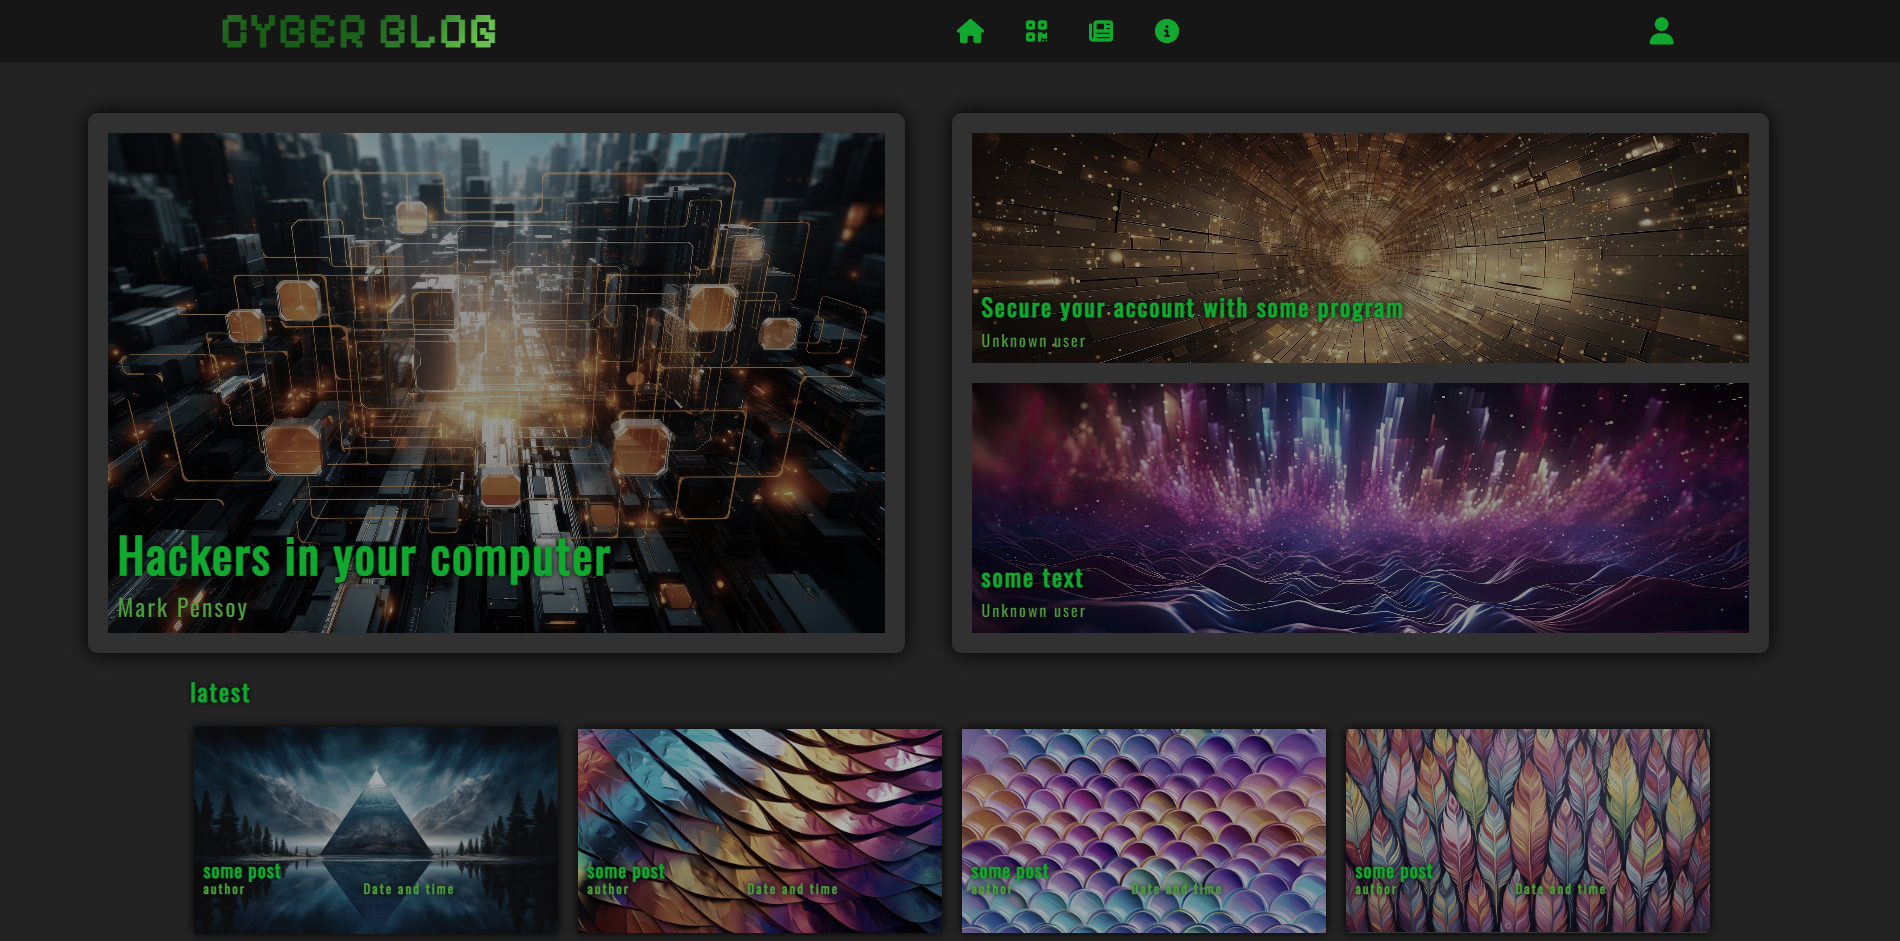 CYBER BLOG
Hackers in your computer
Mark Pensoy
Secure your account with some program
Unknown user
some text
Unknown user
latest
some post
author Date and time
some post
author Date and time
some post
author Date and time
some post
author Date and time